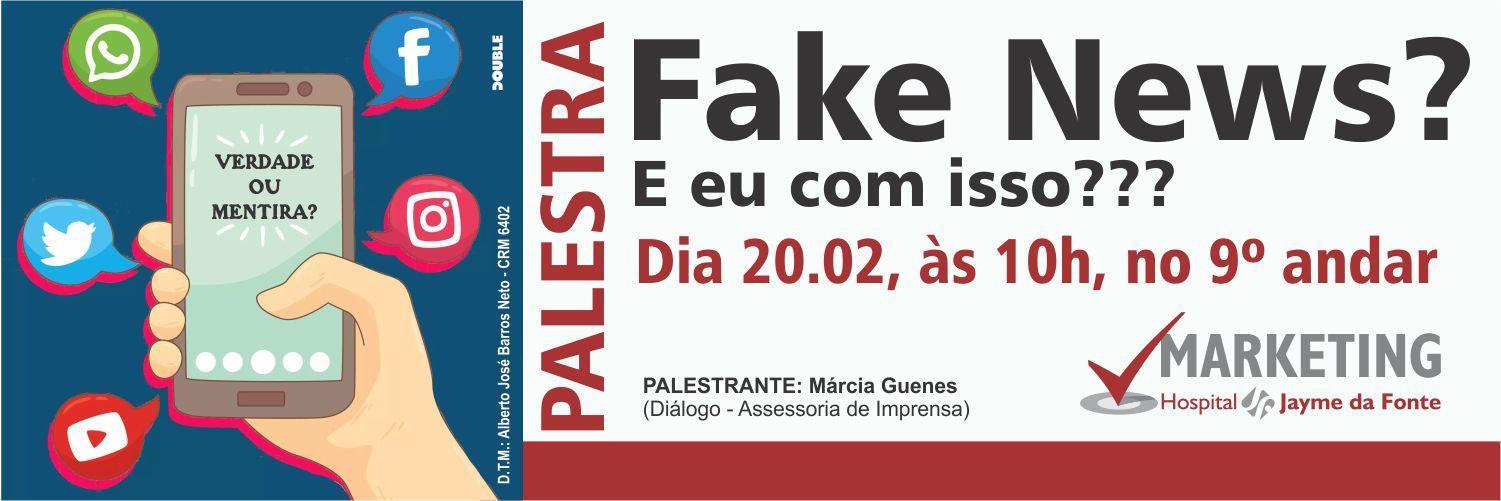 VERDADE
OU
MENTIRA?
DOUBLE
D.T.M.: Alberto José Barros Neto - CRM 6402
PALESTRA
Fake News?
E eu com isso???
Dia 20.02, às 10h, no 9º andar
PALESTRANTE: Márcia Guenes
(Diálogo - Assessoria de Imprensa)
MARKETING
Hospital Jayme da Fonte